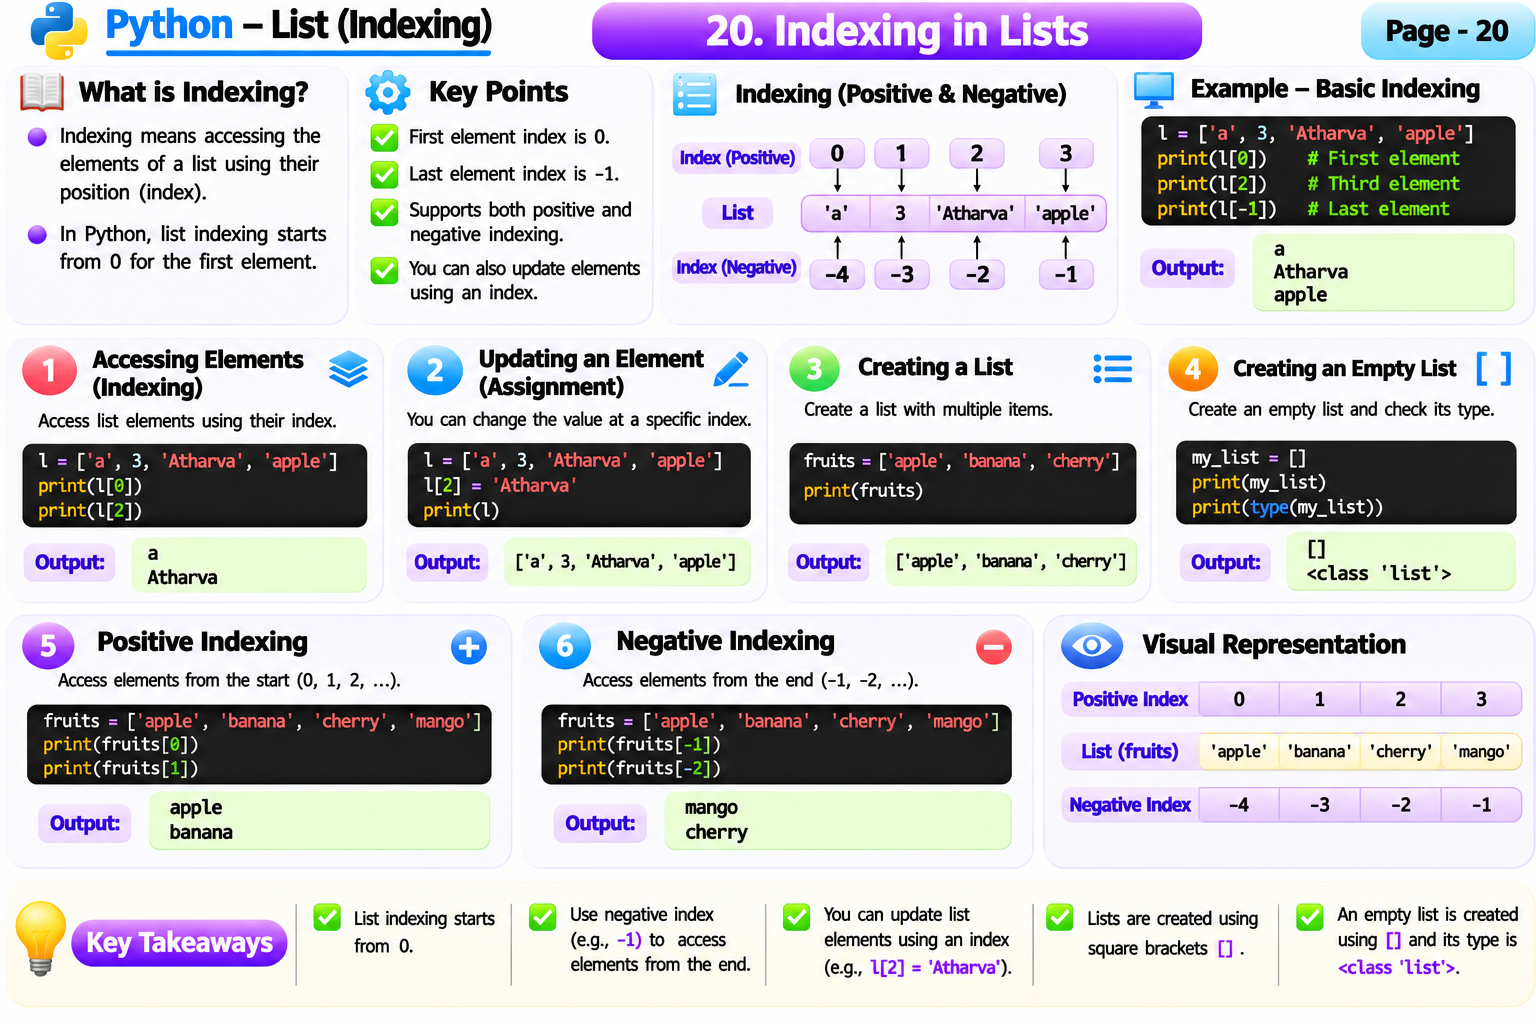 Python – List (Indexing)
20. Indexing in Lists
Page - 20
What is Indexing?
Indexing means accessing the
elements of a list using their
position (index).
In Python, list indexing starts
from 0 for the first element.
Key Points
First element index is 0.
Last element index is -1.
Supports both positive and
negative indexing.
You can also update elements
using an index.
Indexing (Positive & Negative)
Index (Positive) 0 1 2 3
List 'a' 3 'Atharva' 'apple'
Index (Negative) -4 -3 -2 -1
Example – Basic Indexing
l = ['a', 3, 'Atharva', 'apple']
print(l[0]) # First element
print(l[2]) # Third element
print(l[-1]) # Last element
Output:
a
Atharva
apple
1 Accessing Elements
(Indexing)
Access list elements using their index.
l = ['a', 3, 'Atharva', 'apple']
print(l[0])
print(l[2])
Output:
a
Atharva
2 Updating an Element
(Assignment)
You can change the value at a specific index.
l = ['a', 3, 'Atharva', 'apple']
l[2] = 'Atharva'
print(l)
Output: ['a', 3, 'Atharva', 'apple']
3 Creating a List
Create a list with multiple items.
fruits = ['apple', 'banana', 'cherry']
print(fruits)
Output: ['apple', 'banana', 'cherry']
4 Creating an Empty List [ ]
Create an empty list and check its type.
my_list = []
print(my_list)
print(type(my_list))
Output:
[]
<class 'list'>
5 Positive Indexing
Access elements from the start (0, 1, 2, ...).
fruits = ['apple', 'banana', 'cherry', 'mango']
print(fruits[0])
print(fruits[1])
Output:
apple
banana
6 Negative Indexing
Access elements from the end (-1, -2, ...).
fruits = ['apple', 'banana', 'cherry', 'mango']
print(fruits[-1])
print(fruits[-2])
Output:
mango
cherry
Visual Representation
Positive Index 0 1 2 3
List (fruits) 'apple' 'banana' 'cherry' 'mango'
Negative Index -4 -3 -2 -1
Key Takeaways
List indexing starts
from 0.
Use negative index
(e.g., -1) to access
elements from the end.
You can update list
elements using an index
(e.g., l[2] = 'Atharva').
Lists are created using
square brackets [] .
An empty list is created
using [] and its type is
<class 'list'>.